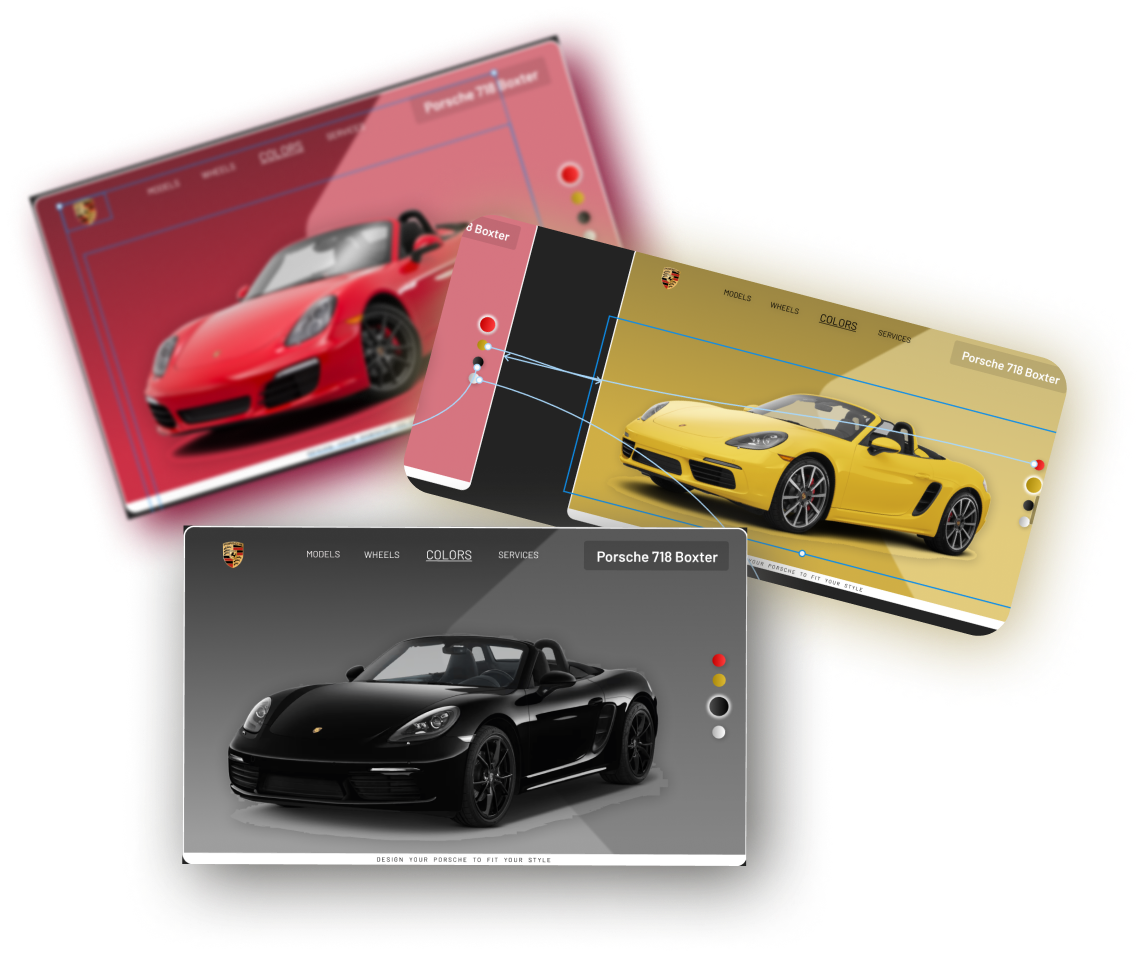 Porsche 718 Boxter
MODELS WHEELS COLORS SERVICES
8 Boxter
MODELS WHEELS COLORS SERVICES
Porsche 718 Boxter
YOUR PORSCHE TO FIT YOUR STYLE
MODELS WHEELS COLORS SERVICES
Porsche 718 Boxter
DESIGN YOUR PORSCHE TO FIT YOUR STYLE